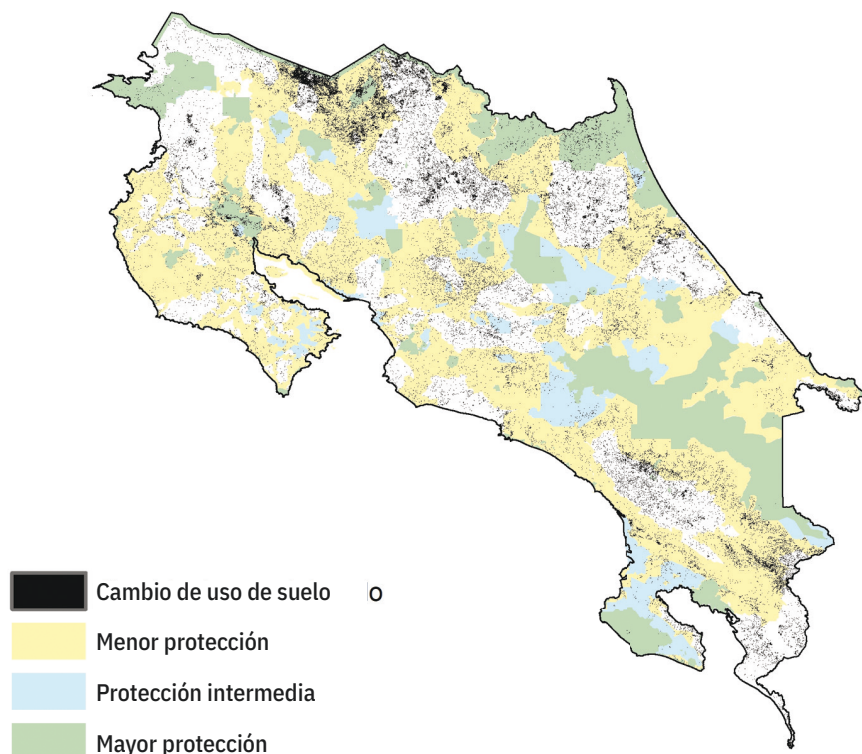 Cambio de uso de suelo o
Menor protección
Protección intermedia
Mayor protección